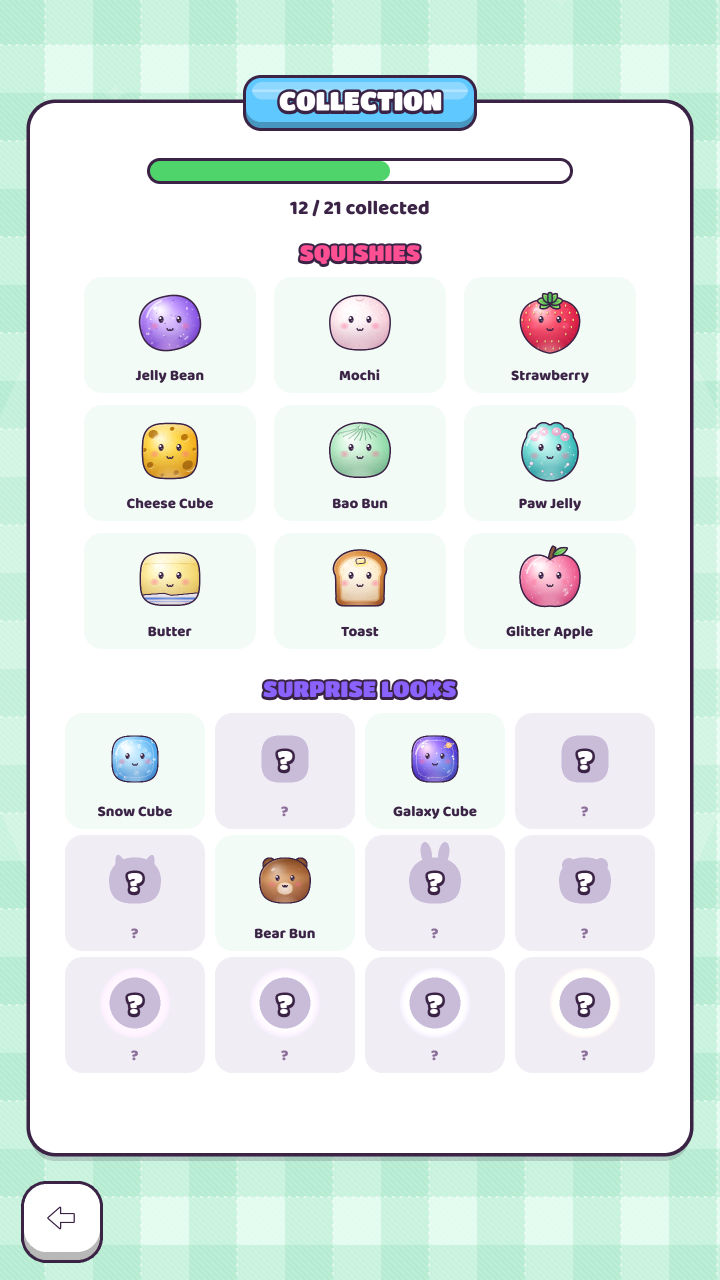 COLLECTION
12 / 21 collected
SQUISHIES
Jelly Bean Mochi Strawberry
Cheese Cube Bao Bun Paw Jelly
Butter Toast Glitter Apple
SURPRISE LOOKS
? ?
Snow Cube ? Galaxy Cube ?
? ? ?
? Bear Bun ? ?
? ? ? ?
? ? ? ?